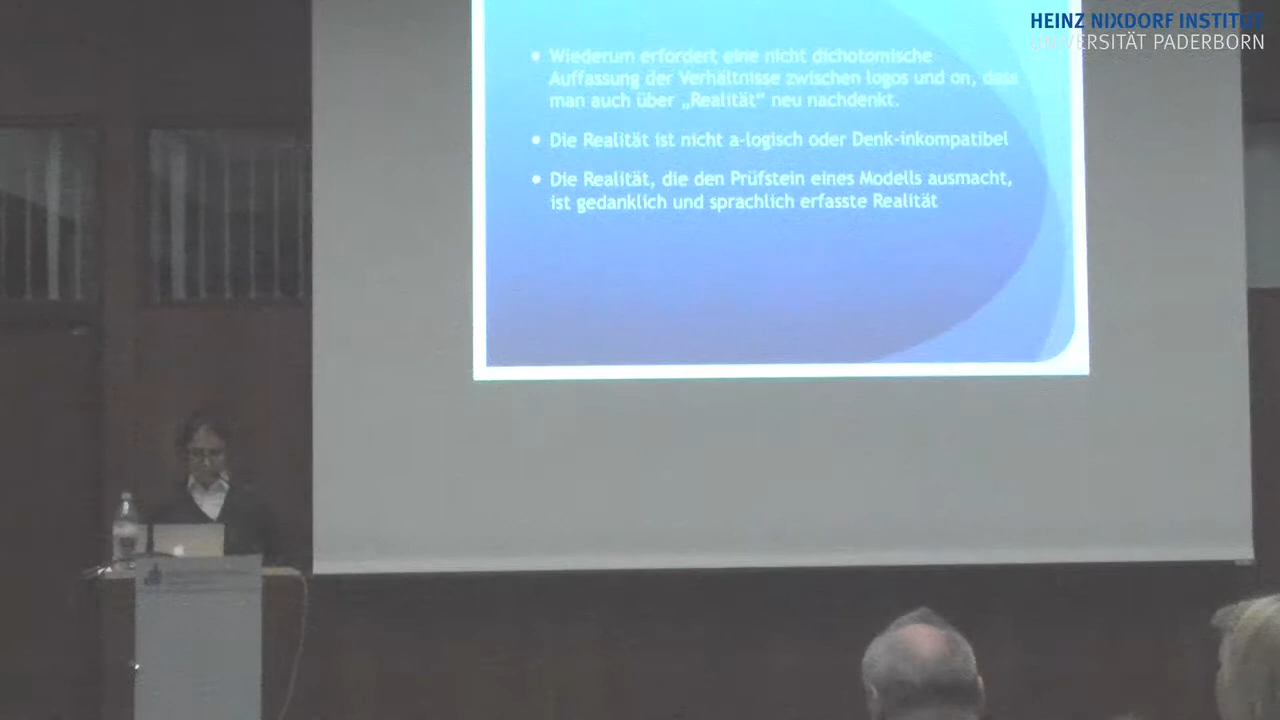 HEINZ NIXDORF INSTITUT
UNIVERSITÄT PADERBORN
• Wiederum erfordert eine nicht dichotomische
Auffassung der Verhältnisse zwischen logos und on, dass
man auch über „Realität“ neu nachdenkt.
• Die Realität ist nicht a-logisch oder Denk-inkompatibel
• Die Realität, die den Prüfstein eines Modells ausmacht,
ist gedanklich und sprachlich erfasste Realität